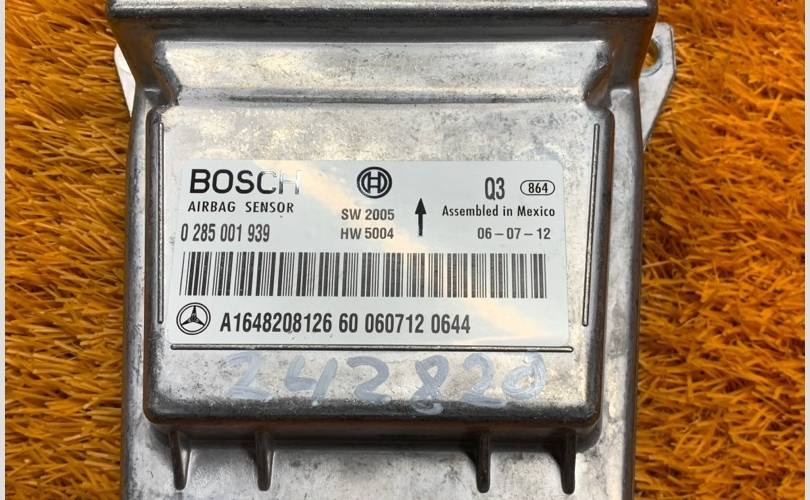 BOSCH
AIRBAG SENSOR
0 285 001 939
SW 2005
HW 5004
Q3 864
Assembled in Mexico
06-07-12
A1648208126 60 060712 0644
242820